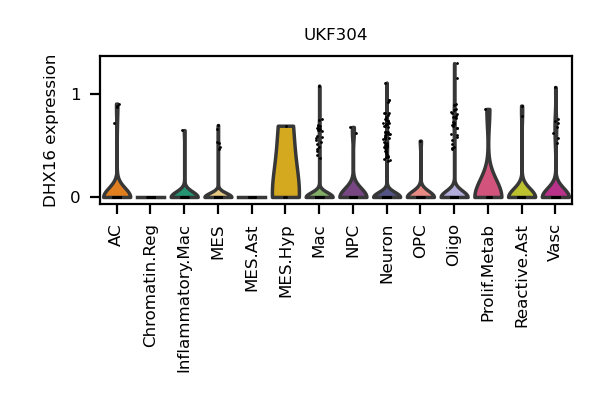 UKF304
DHX16 expression
1
0
AC
Chromatin.Reg
Inflammatory.Mac
MES
MES.Ast
MES.Hyp
Mac
NPC
Neuron
OPC
Oligo
Prolif.Metab
Reactive.Ast
Vasc